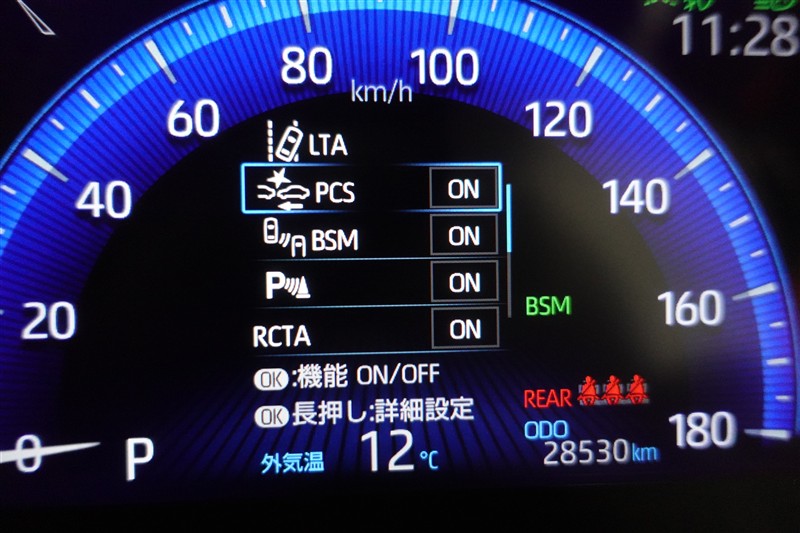 11:28
80 100
km/h
60 120
LTA
40 PCS ON 140
BSM ON
P ON
BSM
20 160
RCTA ON
OK:機能 ON/OFF
REAR
OK長押し:詳細設定
ODO
0 P 外気温 12℃ 28530km 180